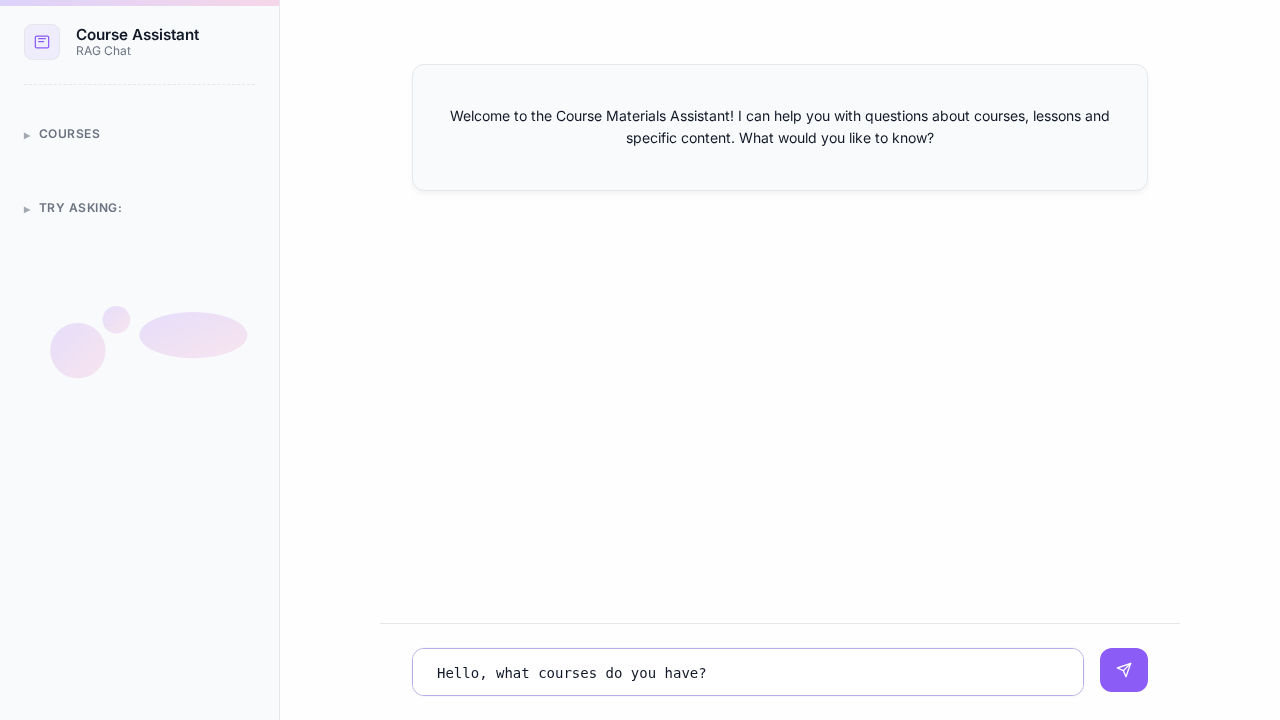 Course Assistant
RAG Chat
▶ COURSES
▶ TRY ASKING:
Welcome to the Course Materials Assistant! I can help you with questions about courses, lessons and
specific content. What would you like to know?
Hello, what courses do you have?